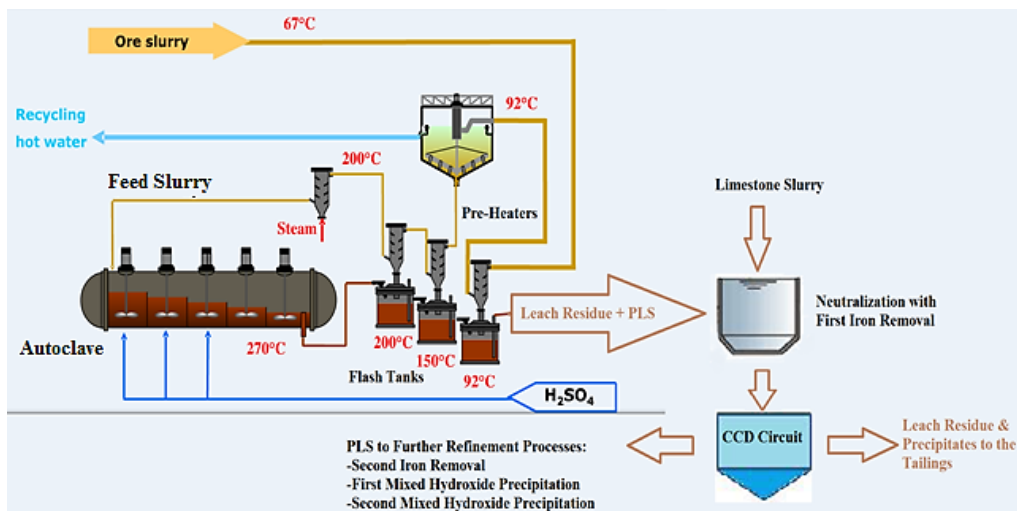 67°C
Ore slurry
92°C
Recycling
hot water
200°C
Feed Slurry
Limestone Slurry
Pre-Heaters
Steam
Leach Residue + PLS
Neutralization with
First Iron Removal
Autoclave
270°C
200°C
150°C
92°C
Flash Tanks
H₂SO₄
CCD Circuit
Leach Residue &
Precipitates to the
Tailings
PLS to Further Refinement Processes:
-Second Iron Removal
-First Mixed Hydroxide Precipitation
-Second Mixed Hydroxide Precipitation